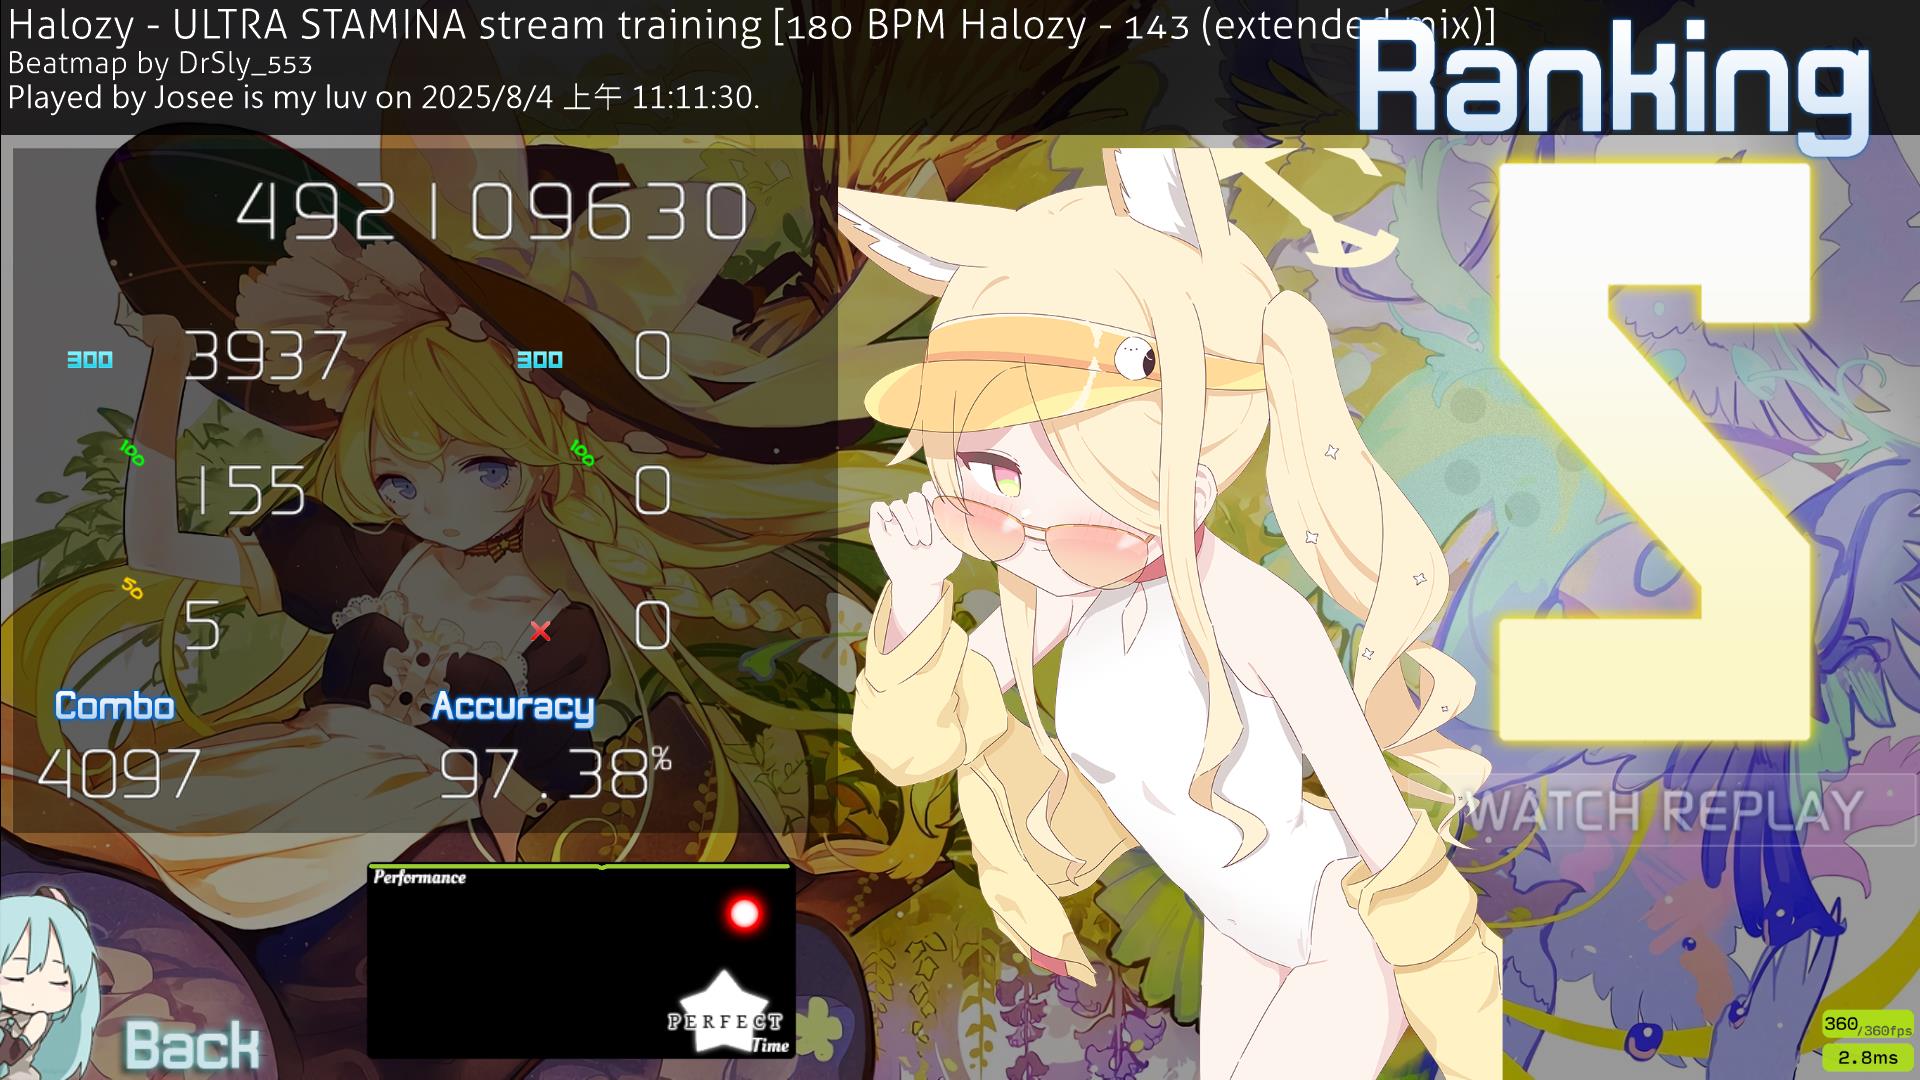 Halozy - ULTRA STAMINA stream training [180 BPM Halozy - 143 (extended mix)]
Ranking
Beatmap by DrSly_553
Played by Josee is my luv on 2025/8/4 上午 11:11:30.
492109630
300 3937 300 0
100 155 100 0
50 5 0
Combo Accuracy
4097 97.38%
WATCH REPLAY
Performance
PERFECT
Time
Back
360/360fps
2.8ms